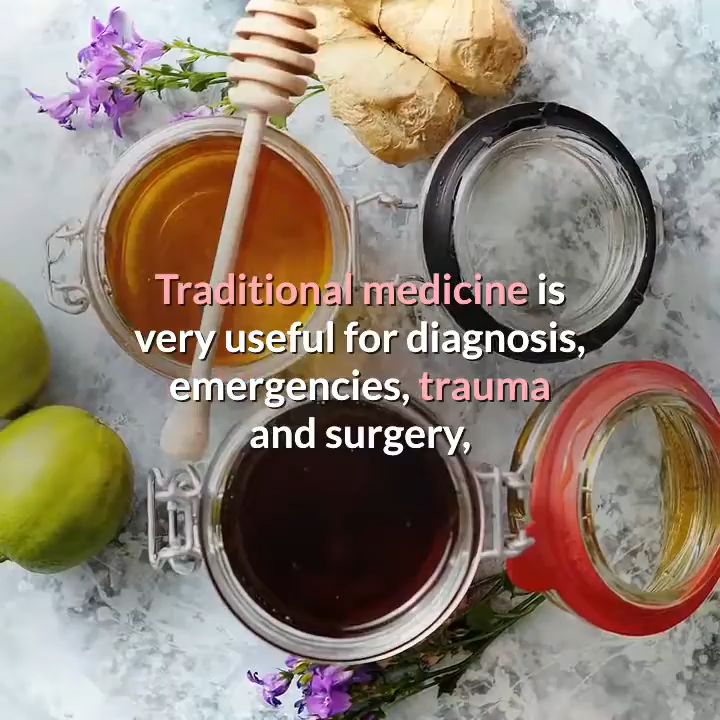 Traditional medicine is
very useful for diagnosis,
emergencies, trauma
and surgery,